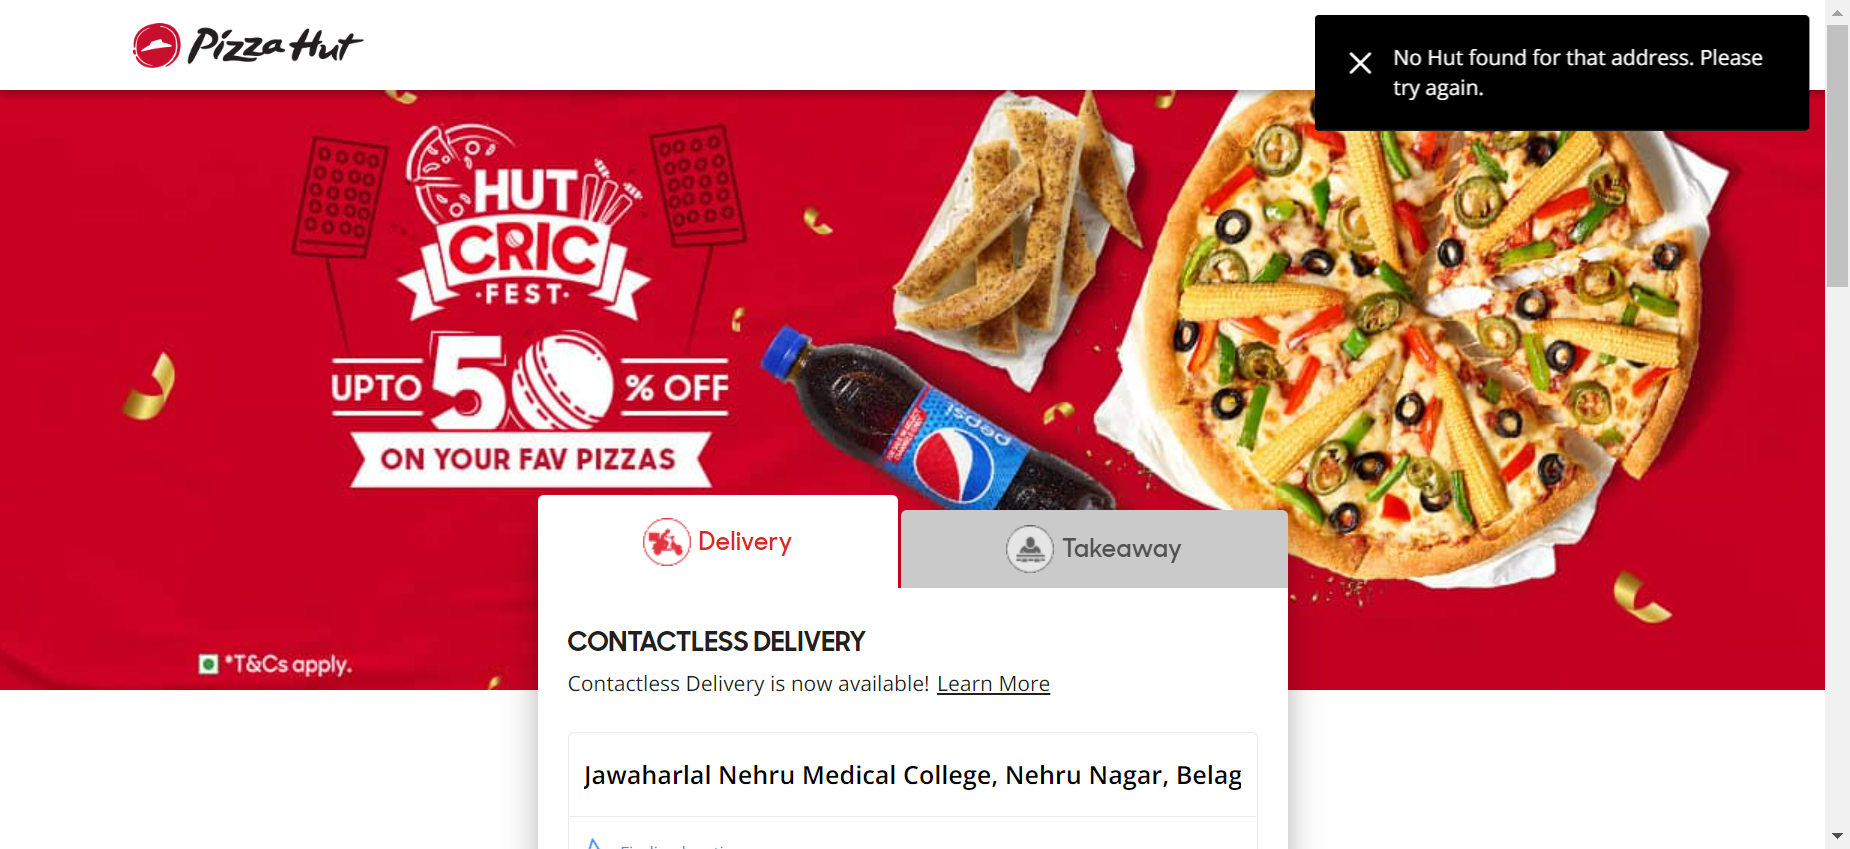 Pizza Hut
No Hut found for that address. Please
try again.
HUT
CRIC
·FEST·
UPTO 50 % OFF
ON YOUR FAV PIZZAS
pepsi
Delivery
Takeaway
CONTACTLESS DELIVERY
Contactless Delivery is now available! Learn More
*T&Cs apply.
Jawaharlal Nehru Medical College, Nehru Nagar, Belag